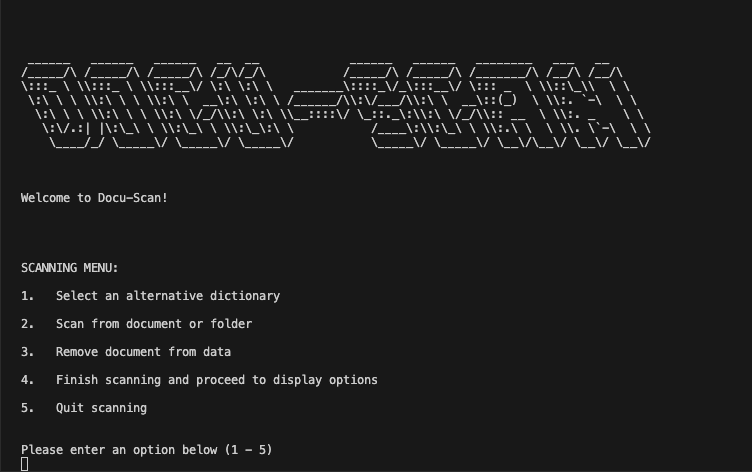 DOCU-SCAN
Welcome to Docu-Scan!
SCANNING MENU:
1. Select an alternative dictionary
2. Scan from document or folder
3. Remove document from data
4. Finish scanning and proceed to display options
5. Quit scanning
Please enter an option below (1 - 5)